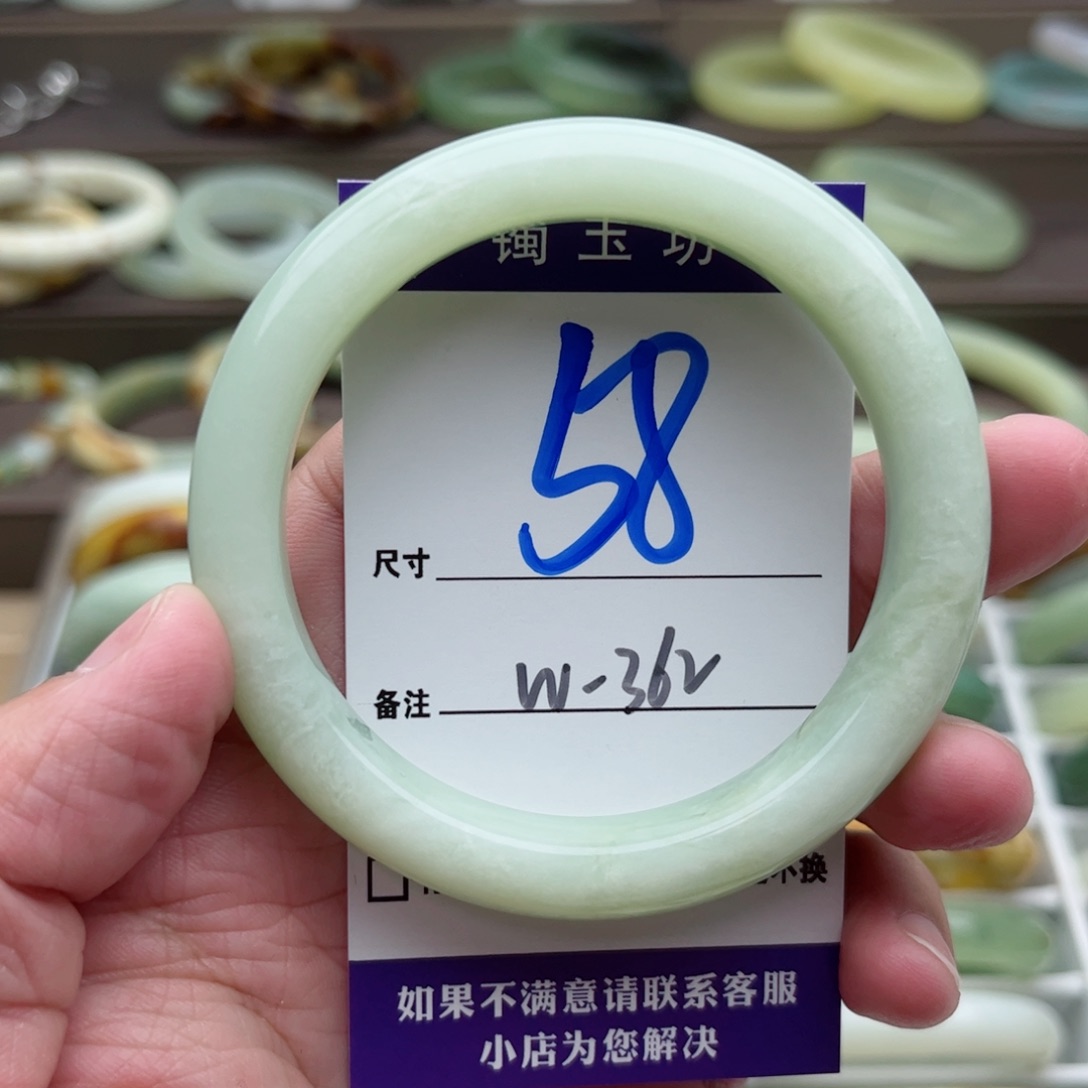 镯玉坊
58
尺寸
W-362
备注
不换
如果不满意请联系客服
小店为您解决